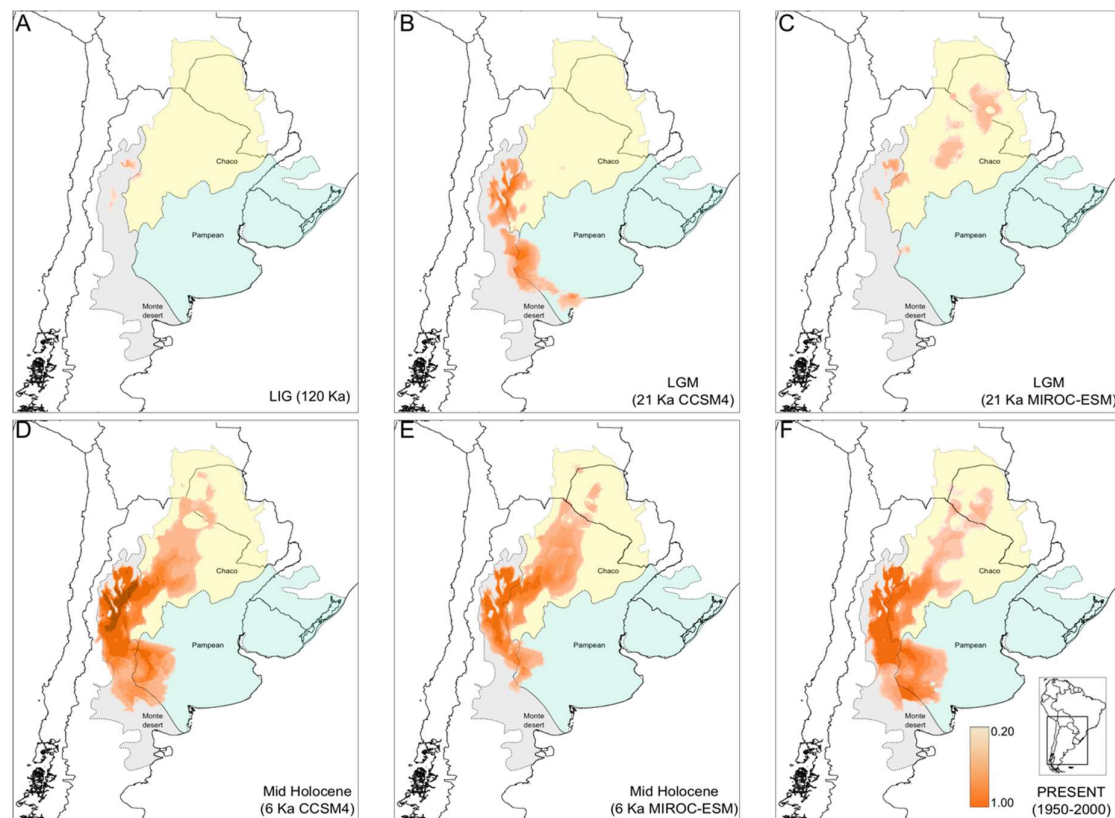 A
Chaco
Pampean
Monte
desert
LIG (120 Ka)
B
Chaco
Pampean
Monte
desert
LGM
(21 Ka CCSM4)
C
Chaco
Pampean
Monte
desert
LGM
(21 Ka MIROC-ESM)
D
Chaco
Pampean
Monte
desert
Mid Holocene
(6 Ka CCSM4)
E
Chaco
Pampean
Monte
desert
Mid Holocene
(6 Ka MIROC-ESM)
F
Chaco
Pampean
Monte
desert
0.20
1.00
PRESENT
(1950-2000)